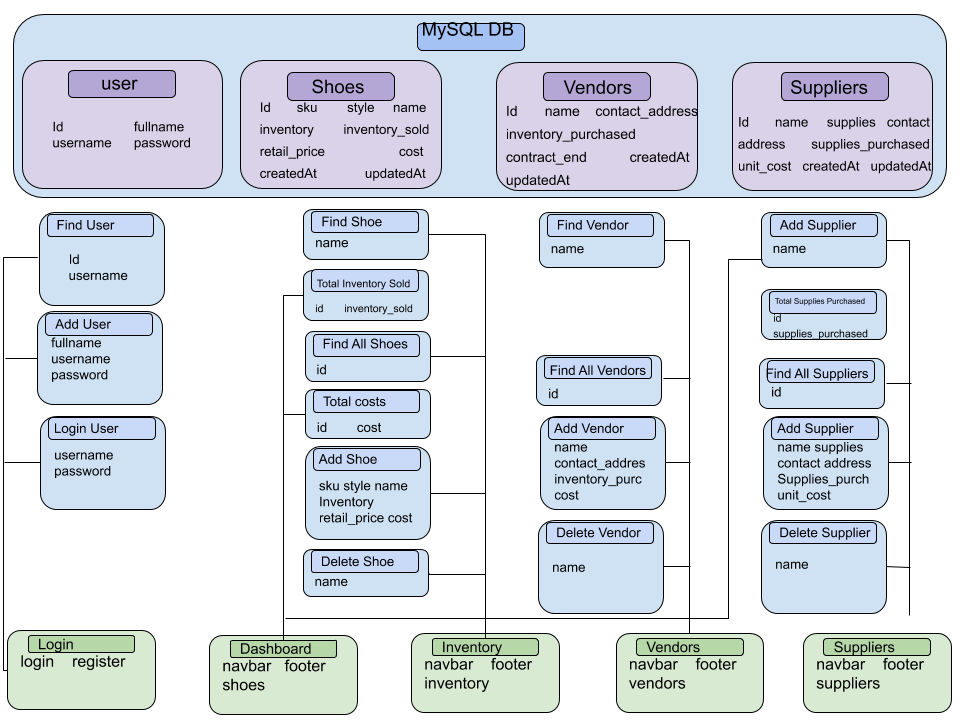 MySQL DB
user
Id fullname
username password
Shoes
Id sku style name
inventory inventory_sold
retail_price cost
createdAt updatedAt
Vendors
Id name contact_address
inventory_purchased
contract_end createdAt
updatedAt
Suppliers
Id name supplies contact
address supplies_purchased
unit_cost createdAt updatedAt
Find User
Id
username
Add User
fullname
username
password
Login User
username
password
Find Shoe
name
Total Inventory Sold
id inventory_sold
Find All Shoes
id
Total costs
id cost
Add Shoe
sku style name
Inventory
retail_price cost
Delete Shoe
name
Find Vendor
name
Find All Vendors
id
Add Vendor
name
contact_addres
inventory_purc
cost
Delete Vendor
name
Add Supplier
name
Total Supplies Purchased
id
supplies_purchased
Find All Suppliers
id
Add Supplier
name supplies
contact address
Supplies_purch
unit_cost
Delete Supplier
name
Login
login register
Dashboard
navbar footer
shoes
Inventory
navbar footer
inventory
Vendors
navbar footer
vendors
Suppliers
navbar footer
suppliers